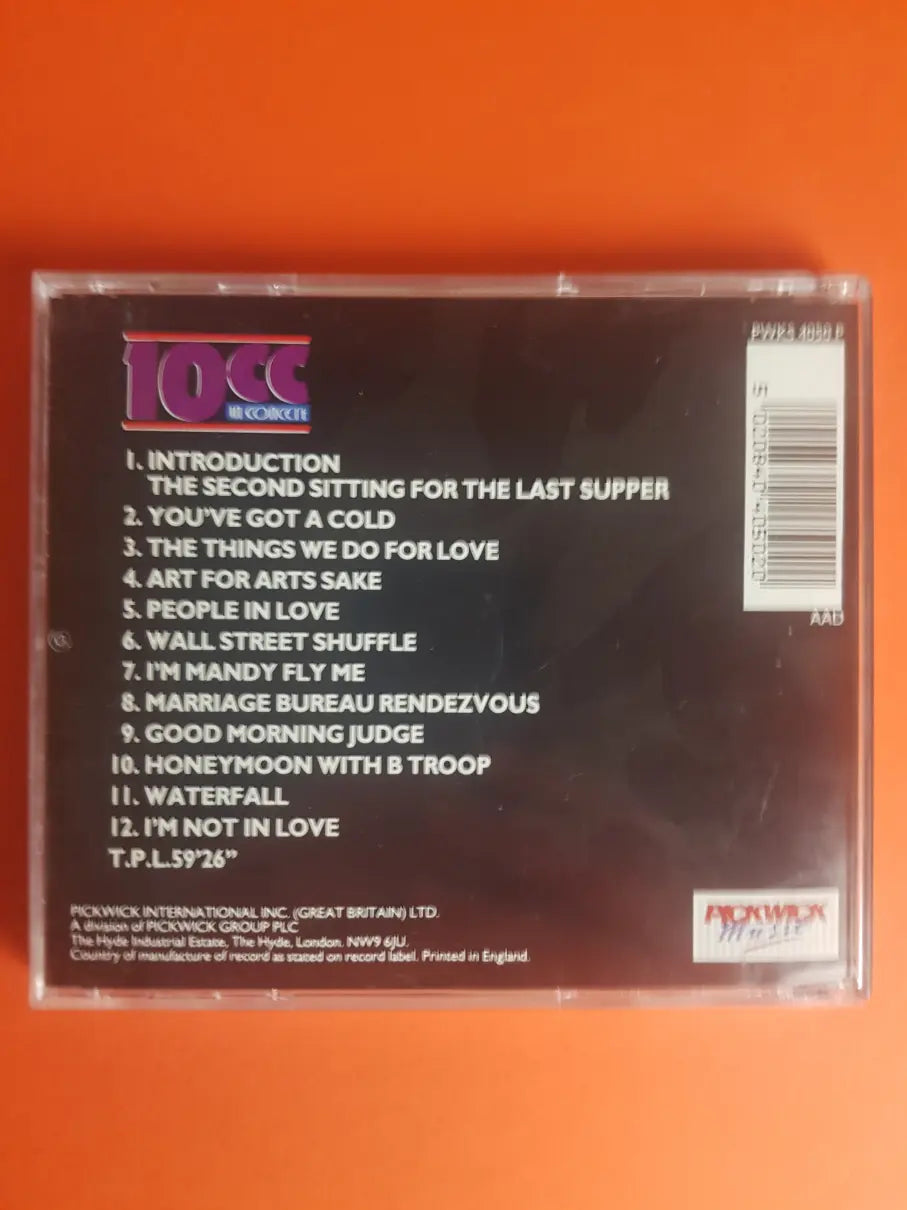 10CC
IN CONCERT
PWKS 4050 P
1. INTRODUCTION
THE SECOND SITTING FOR THE LAST SUPPER
2. YOU'VE GOT A COLD
3. THE THINGS WE DO FOR LOVE
4. ART FOR ARTS SAKE
5. PEOPLE IN LOVE
6. WALL STREET SHUFFLE
7. I'M MANDY FLY ME
8. MARRIAGE BUREAU RENDEZVOUS
9. GOOD MORNING JUDGE
10. HONEYMOON WITH B TROOP
11. WATERFALL
12. I'M NOT IN LOVE
T.P.L.59'26"
AAD
PICKWICK INTERNATIONAL INC. (GREAT BRITAIN) LTD.
A division of PICKWICK GROUP PLC
The Hyde Industrial Estate, The Hyde, London. NW9 6JU.
Country of manufacture of record as stated on record label. Printed in England.
PICKWICK
Music